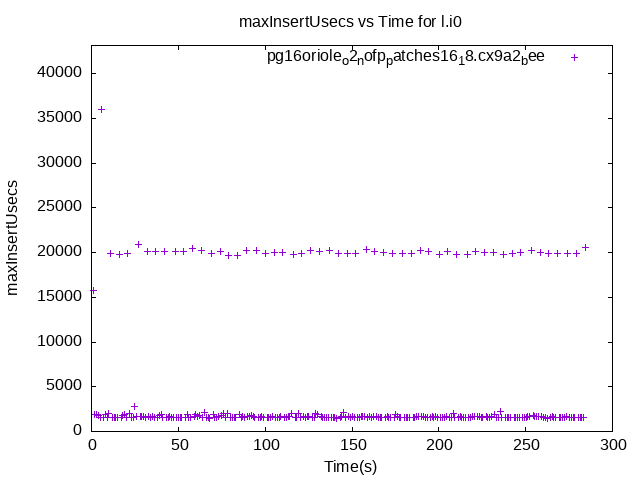 maxInsertUsecs vs Time for l.i0
pg16oriole_o2_nofp_patches16_18.cx9a2_bee
40000
35000
30000
25000
20000
15000
10000
5000
0
maxInsertUsecs
0 50 100 150 200 250 300
Time(s)